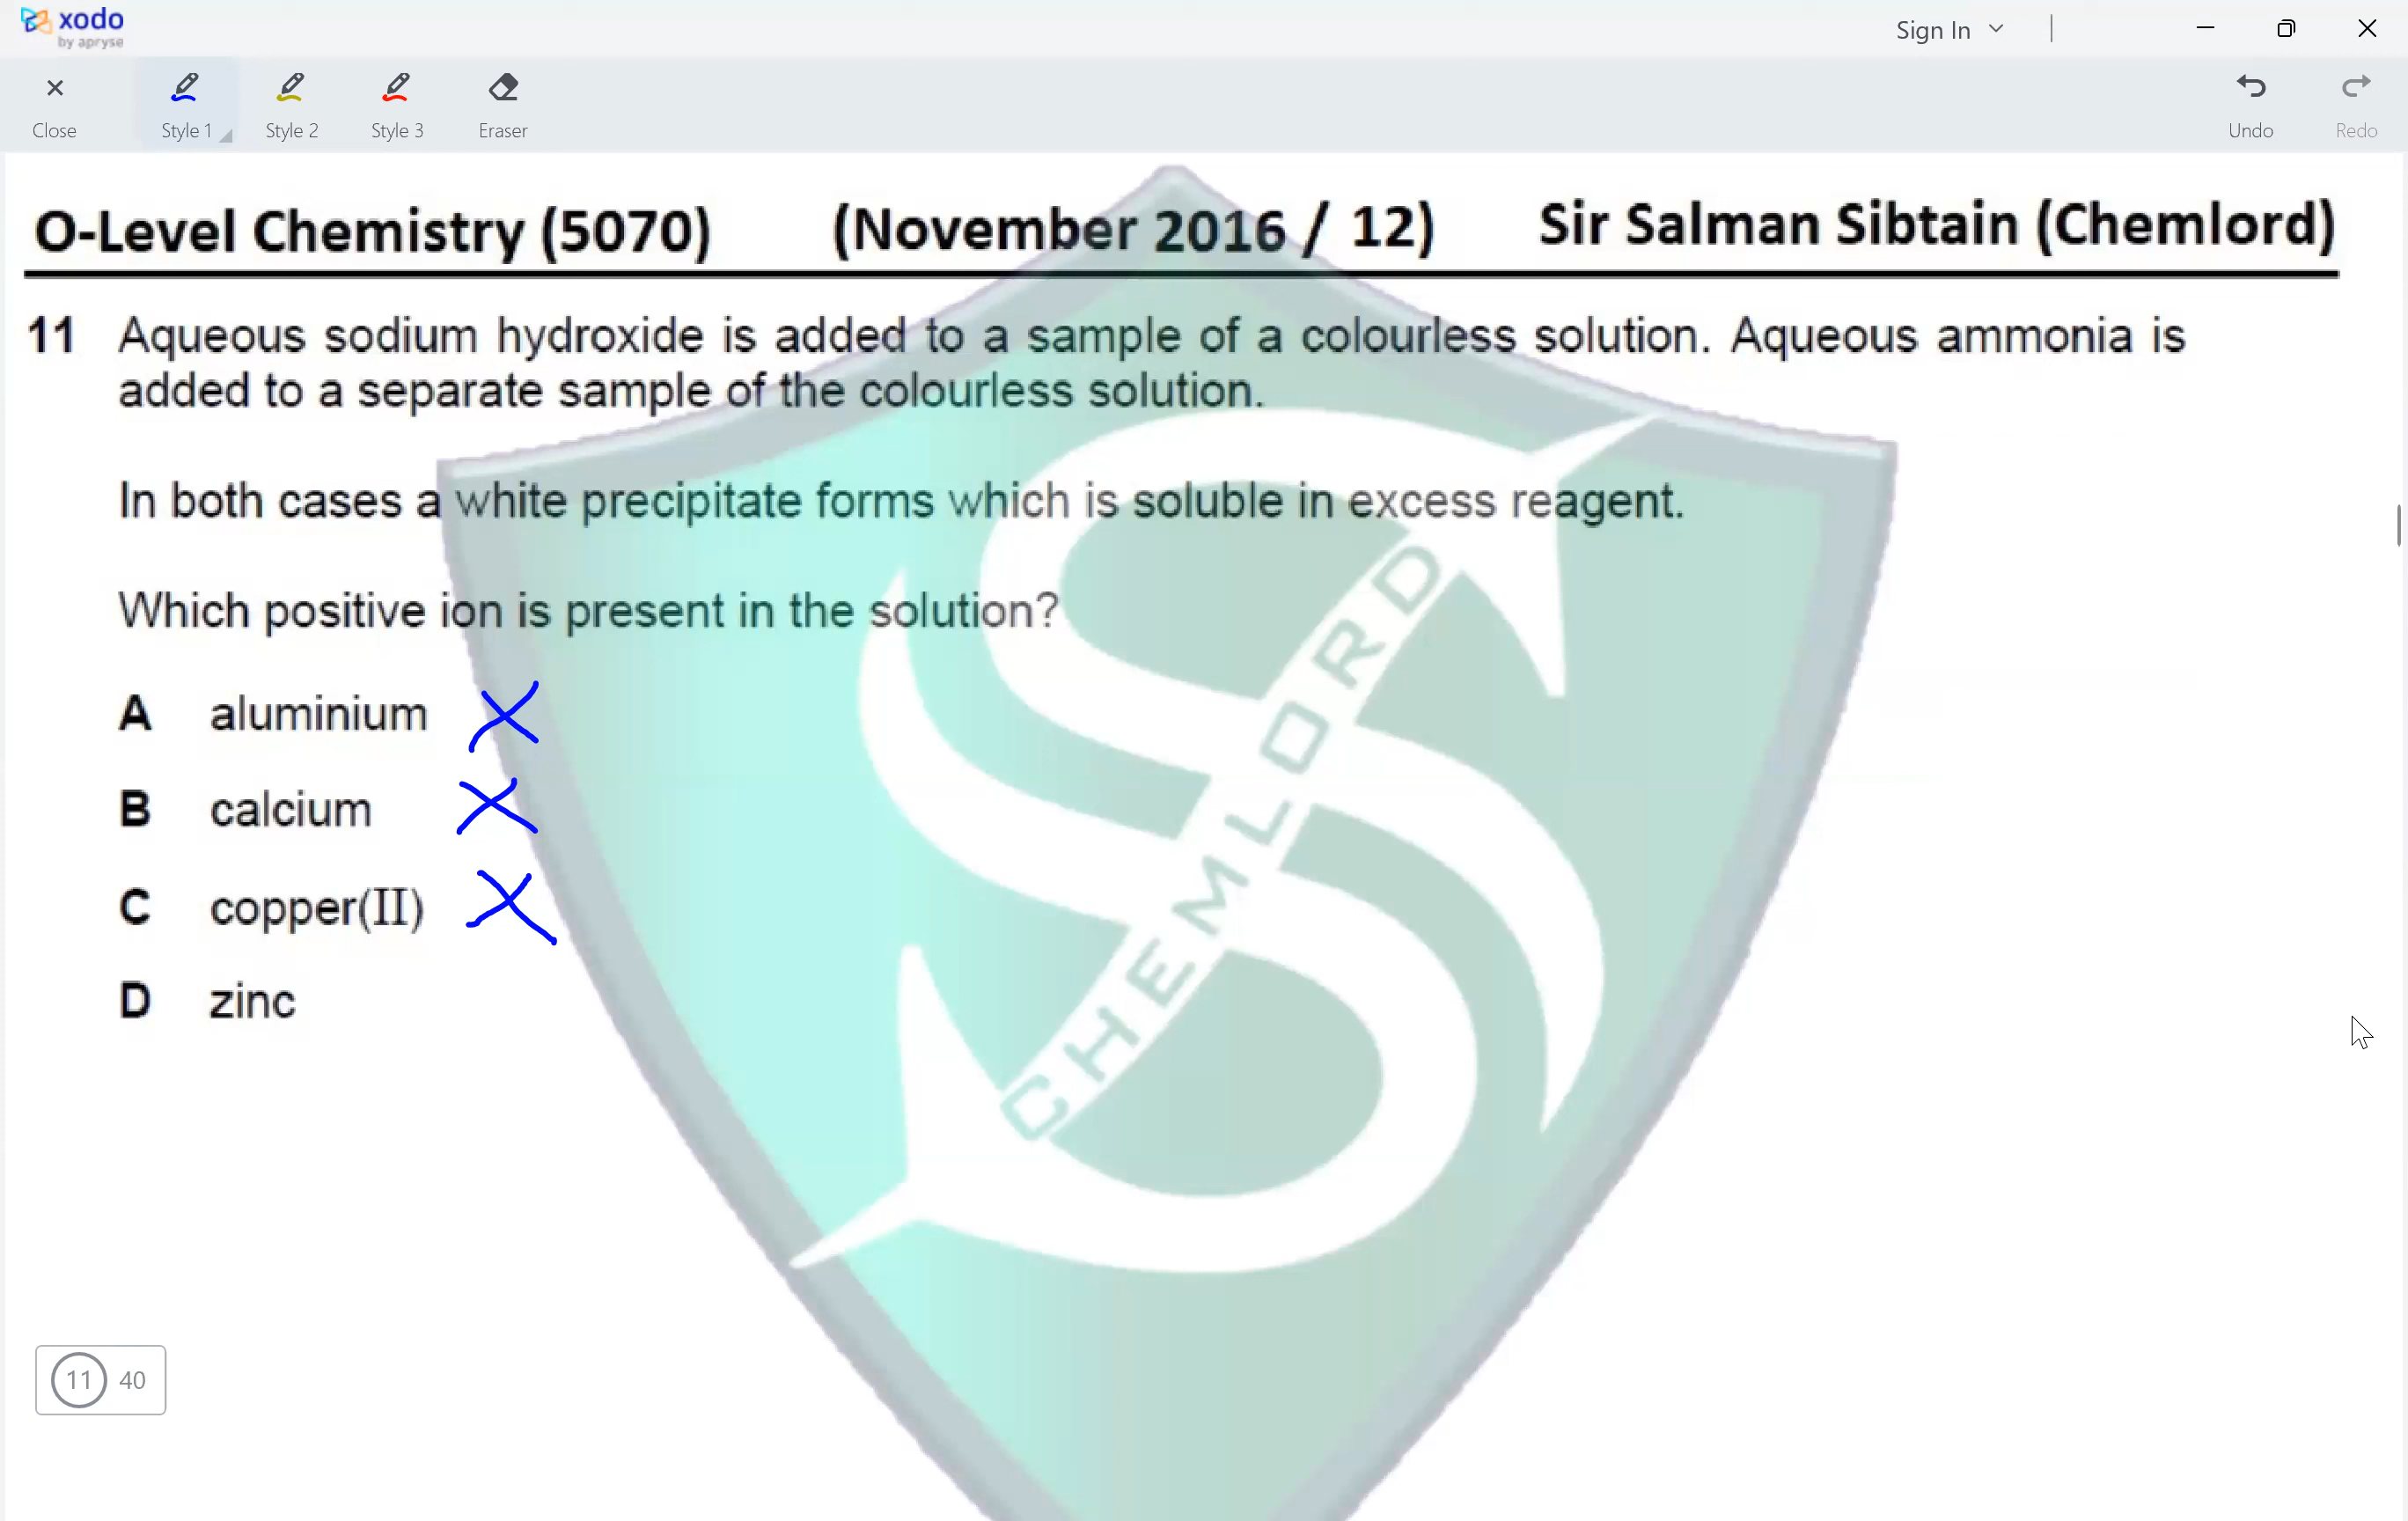 xodo
by apryse
Sign In
Close
Style 1
Style 2
Style 3
Eraser
Undo
Redo
O-Level Chemistry (5070) (November 2016 / 12) Sir Salman Sibtain (Chemlord)
11 Aqueous sodium hydroxide is added to a sample of a colourless solution. Aqueous ammonia is
added to a separate sample of the colourless solution.
In both cases a white precipitate forms which is soluble in excess reagent.
Which positive ion is present in the solution?
A aluminium
B calcium
C copper(II)
D zinc
CHEMLORD
11 40